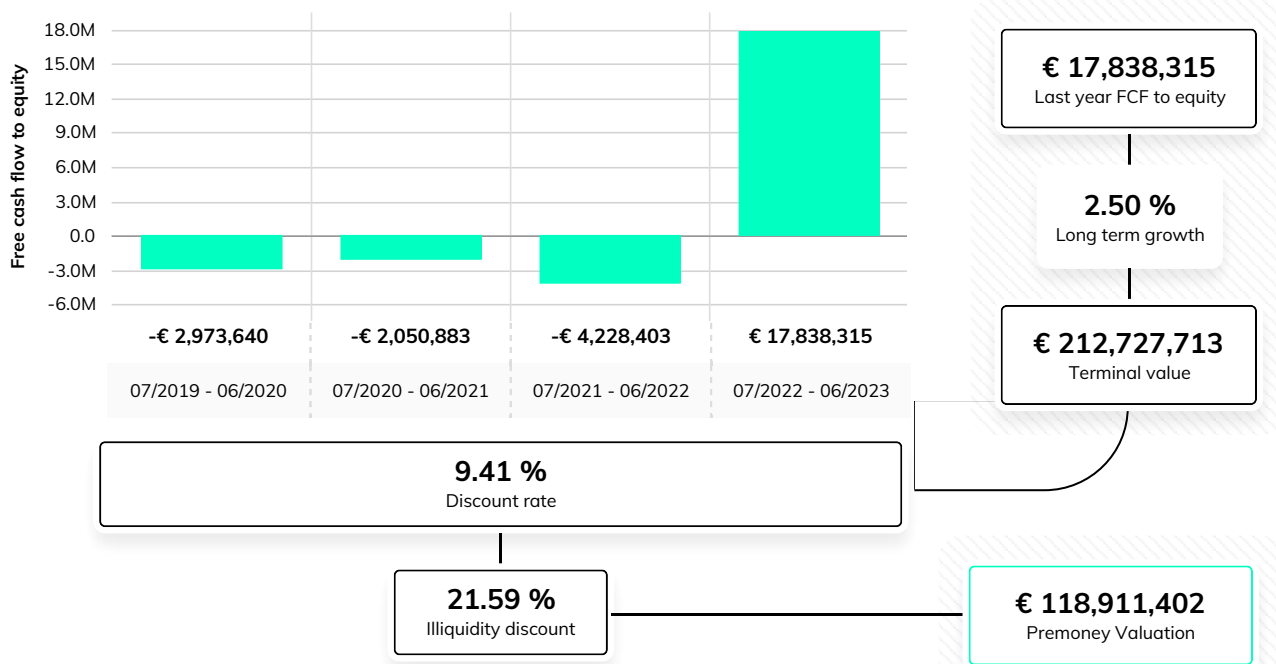 Free cash flow to equity
18.0M
15.0M
12.0M
9.0M
6.0M
3.0M
0.0
-3.0M
-6.0M
-€ 2,973,640
-€ 2,050,883
-€ 4,228,403
€ 17,838,315
07/2019 - 06/2020
07/2020 - 06/2021
07/2021 - 06/2022
07/2022 - 06/2023
€ 17,838,315
Last year FCF to equity
2.50 %
Long term growth
€ 212,727,713
Terminal value
9.41 %
Discount rate
21.59 %
Illiquidity discount
€ 118,911,402
Premoney Valuation